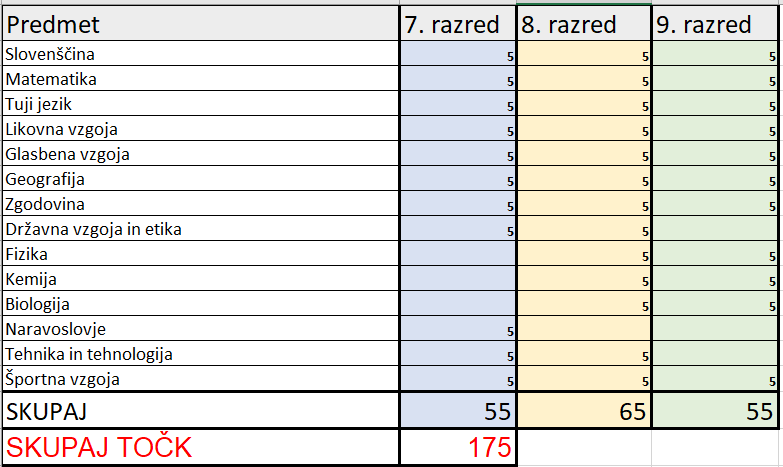 Predmet 7. razred 8. razred 9. razred
Slovenščina 5 5 5
Matematika 5 5 5
Tuji jezik 5 5 5
Likovna vzgoja 5 5 5
Glasbena vzgoja 5 5 5
Geografija 5 5 5
Zgodovina 5 5 5
Državna vzgoja in etika 5 5
Fizika 5 5
Kemija 5 5
Biologija 5 5
Naravoslovje 5
Tehnika in tehnologija 5 5
Športna vzgoja 5 5 5
SKUPAJ 55 65 55
SKUPAJ TOČK 175